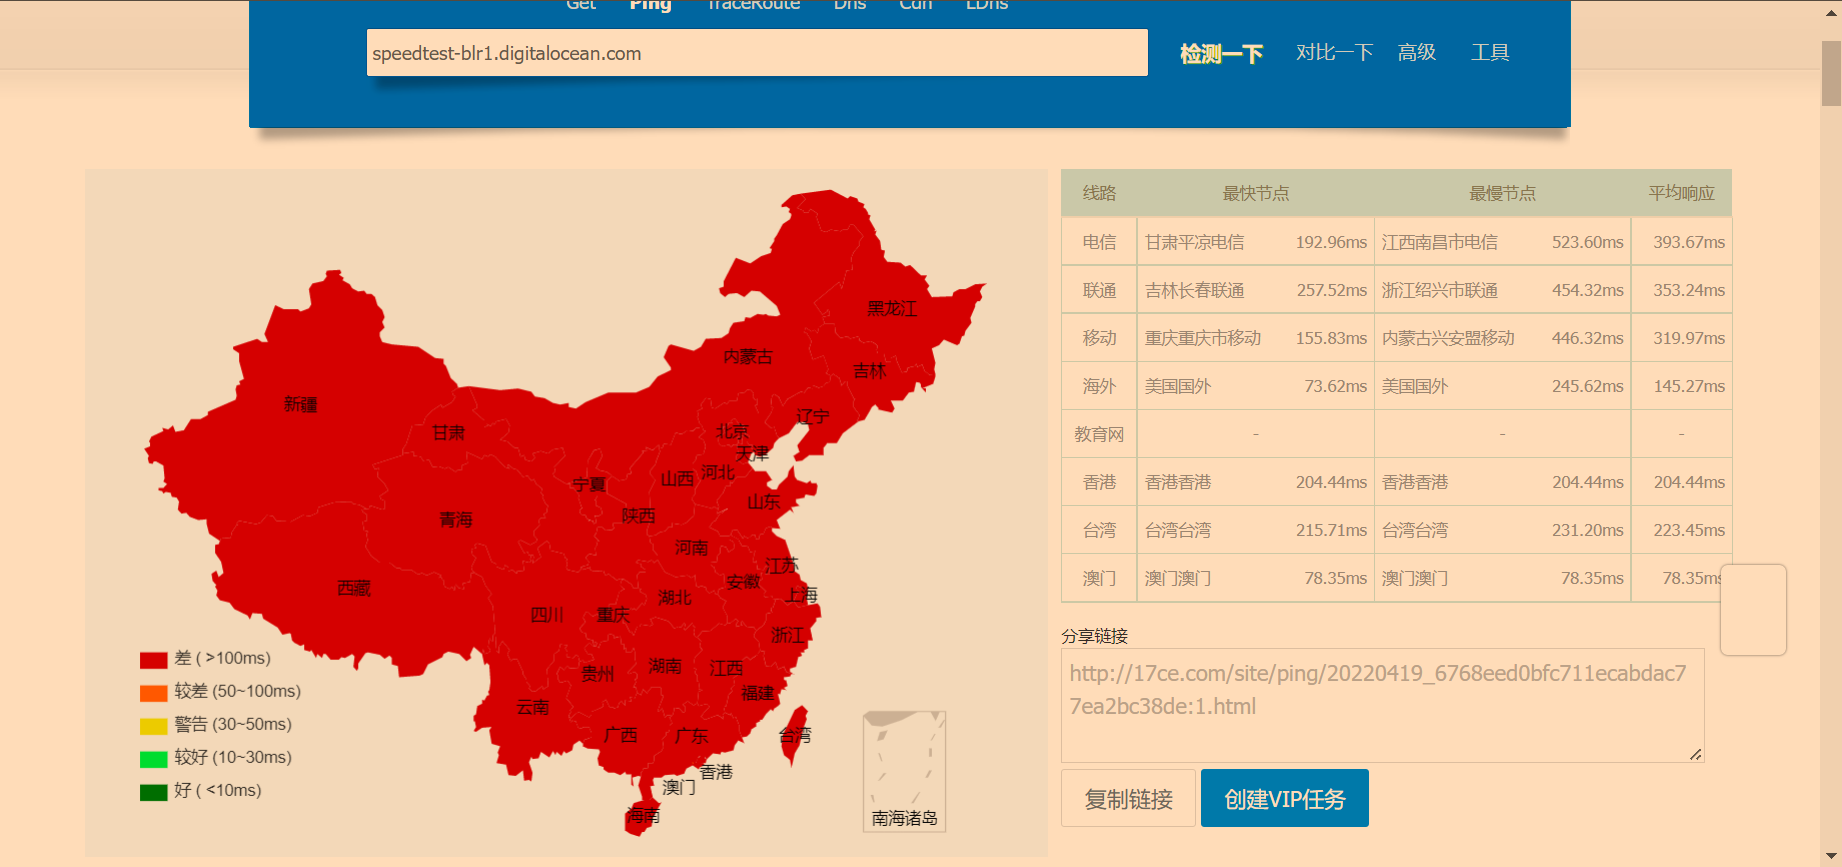 Get Ping TraceRoute Dns Cdn LDns
speedtest-blr1.digitalocean.com 检测一下 对比一下 高级 工具
线路 最快节点 最慢节点 平均响应
电信 甘肃平凉电信 192.96ms 江西南昌市电信 523.60ms 393.67ms
联通 吉林长春联通 257.52ms 浙江绍兴市联通 454.32ms 353.24ms
移动 重庆重庆市移动 155.83ms 内蒙古兴安盟移动 446.32ms 319.97ms
海外 美国国外 73.62ms 美国国外 245.62ms 145.27ms
教育网 - - -
香港 香港香港 204.44ms 香港香港 204.44ms 204.44ms
台湾 台湾台湾 215.71ms 台湾台湾 231.20ms 223.45ms
澳门 澳门澳门 78.35ms 澳门澳门 78.35ms 78.35ms
分享链接
http://17ce.com/site/ping/20220419_6768eed0bfc711ecabdac7
7ea2bc38de:1.html
复制链接 创建VIP任务
黑龙江
内蒙古
吉林
新疆
辽宁
甘肃
北京
天津
河北
山西
宁夏
山东
陕西
青海
河南
江苏
安徽
西藏
上海
湖北
四川
重庆
浙江
湖南
江西
贵州
福建
云南
广西
广东
台湾
香港
澳门
海南
南海诸岛
差 ( >100ms)
较差 (50~100ms)
警告 (30~50ms)
较好 (10~30ms)
好 ( <10ms)